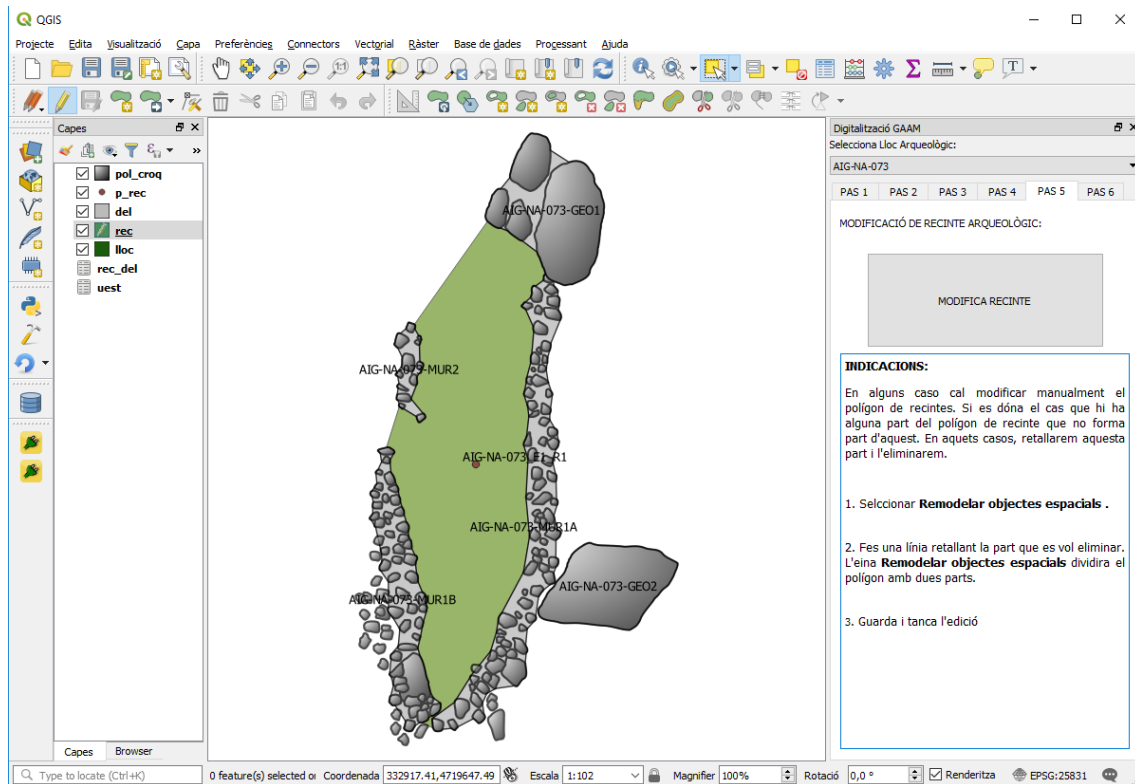 QGIS
Projecte Edita Visualització Capa Preferències Connectors Vectorial Ràster Base de dades Processant Ajuda
Capes
pol_croq
p_rec
del
rec
lloc
rec_del
uest
Capes Browser
AIG-NA-073-GEO1
AIG-NA-073-MUR2
AIG-NA-073_E1_R1
AIG-NA-073-MUR1A
AIG-NA-073-GEO2
AIG-NA-073-MUR1B
Digitalització GAAM
Selecciona Lloc Arqueològic:
AIG-NA-073
PAS 1 PAS 2 PAS 3 PAS 4 PAS 5 PAS 6
MODIFICACIÓ DE RECINTE ARQUEOLÒGIC:
MODIFICA RECINTE
INDICACIONS:
En alguns caso cal modificar manualment el
polígon de recintes. Si es dóna el cas que hi ha
alguna part del polígon de recinte que no forma
part d'aquest. En aquets casos, retallarem aquesta
part i l'eliminarem.
1. Selccionar Remodelar objectes espacials .
2. Fes una línia retallant la part que es vol eliminar.
L'eina Remodelar objectes espacials dividira el
polígon amb dues parts.
3. Guarda i tanca l'edició
Type to locate (Ctrl+K) 0 feature(s) selected or Coordenada 332917.41,4719647.49 Escala 1:102 Magnifier 100% Rotació 0,0 ° Renderitza EPSG:25831